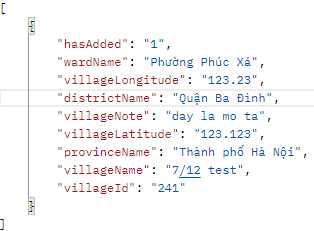 [
{
"hasAdded": "1",
"wardName": "Phường Phúc Xá",
"villageLongitude": "123.23",
"districtName": "Quận Ba Đình",
"villageNote": "day la mo ta",
"villageLatitude": "123.123",
"provinceName": "Thành phố Hà Nội",
"villageName": "7/12 test",
"villageId": "241"
}
]